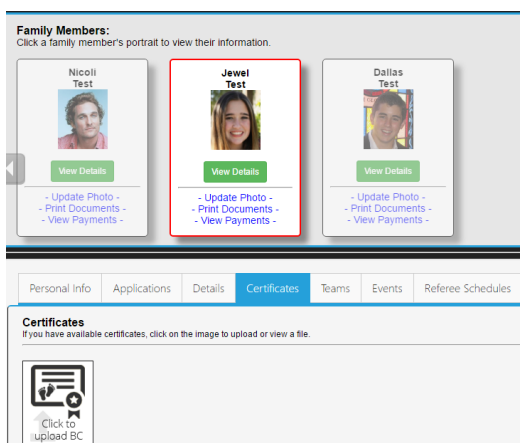 Family Members:
Click a family member's portrait to view their information.
Nicoli
Test
View Details
- Update Photo -
- Print Documents -
- View Payments -
Jewel
Test
View Details
- Update Photo -
- Print Documents -
- View Payments -
Dallas
Test
View Details
- Update Photo -
- Print Documents -
- View Payments -
Personal Info Applications Details Certificates Teams Events Referee Schedules
Certificates
If you have available certificates, click on the image to upload or view a file.
Click to
upload BC